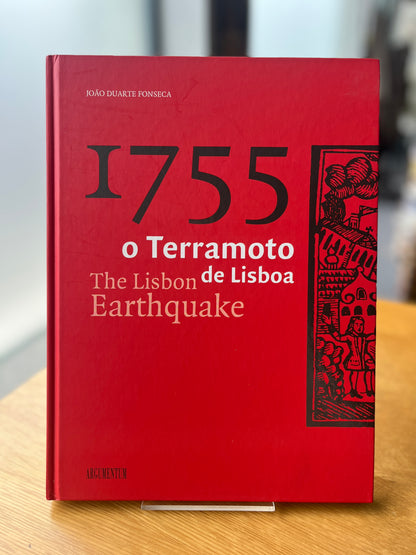 JOÃO DUARTE FONSECA
1755
o Terramoto
de Lisboa
The Lisbon
Earthquake
ARGUMENTUM